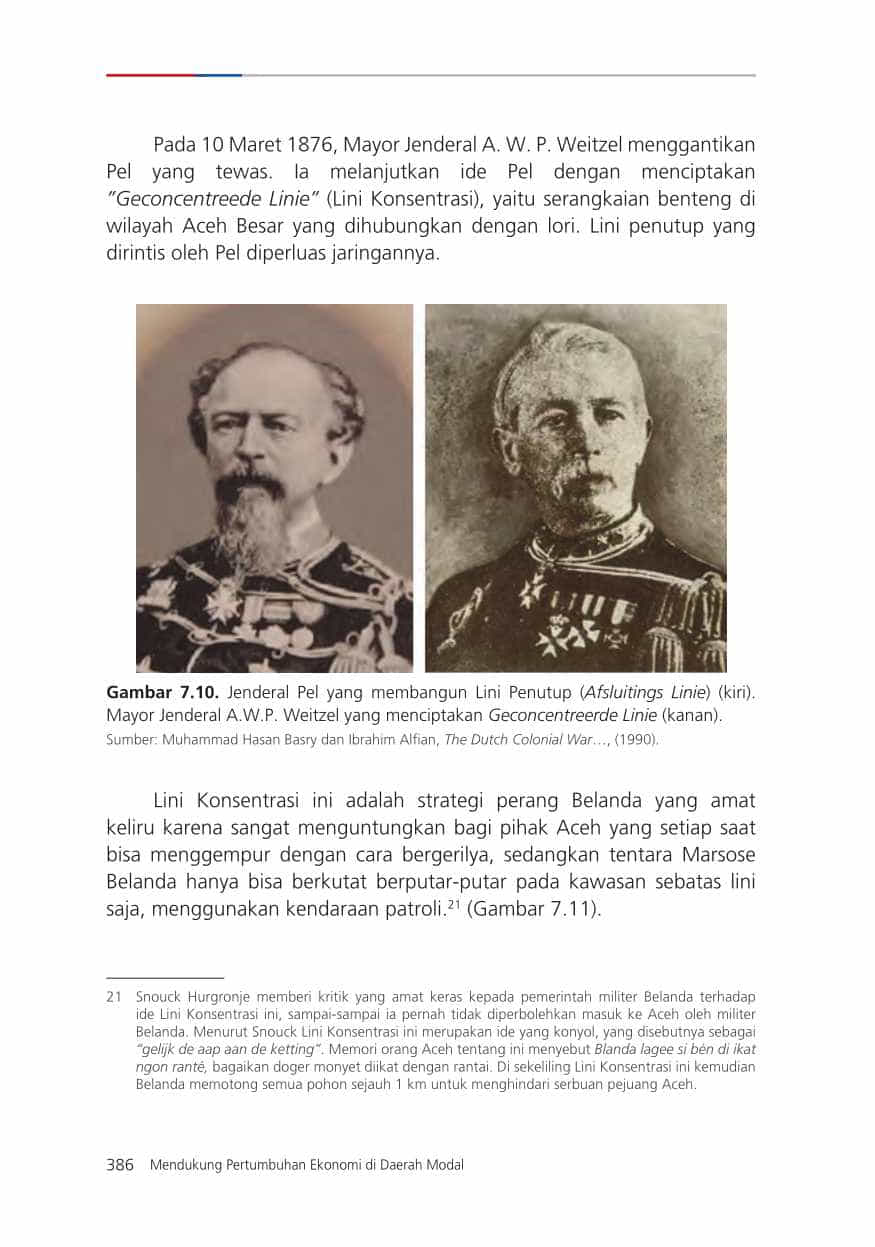 Pada 10 Maret 1876, Mayor Jenderal A. W. P. Weitzel menggantikan
Pel yang tewas. Ia melanjutkan ide Pel dengan menciptakan
”Geconcentreede Linie” (Lini Konsentrasi), yaitu serangkaian benteng di
wilayah Aceh Besar yang dihubungkan dengan lori. Lini penutup yang
dirintis oleh Pel diperluas jaringannya.
Gambar 7.10. Jenderal Pel yang membangun Lini Penutup (Afsluitings Linie) (kiri).
Mayor Jenderal A.W.P. Weitzel yang menciptakan Geconcentreerde Linie (kanan).
Sumber: Muhammad Hasan Basry dan Ibrahim Alfian, The Dutch Colonial War…, (1990).
Lini Konsentrasi ini adalah strategi perang Belanda yang amat
keliru karena sangat menguntungkan bagi pihak Aceh yang setiap saat
bisa menggempur dengan cara bergerilya, sedangkan tentara Marsose
Belanda hanya bisa berkutat berputar-putar pada kawasan sebatas lini
saja, menggunakan kendaraan patroli.21 (Gambar 7.11).
21 Snouck Hurgronje memberi kritik yang amat keras kepada pemerintah militer Belanda terhadap
ide Lini Konsentrasi ini, sampai-sampai ia pernah tidak diperbolehkan masuk ke Aceh oleh militer
Belanda. Menurut Snouck Lini Konsentrasi ini merupakan ide yang konyol, yang disebutnya sebagai
“gelijk de aap aan de ketting”. Memori orang Aceh tentang ini menyebut Blanda lagee si bén di ikat
ngon ranté, bagaikan doger monyet diikat dengan rantai. Di sekeliling Lini Konsentrasi ini kemudian
Belanda memotong semua pohon sejauh 1 km untuk menghindari serbuan pejuang Aceh.
386 Mendukung Pertumbuhan Ekonomi di Daerah Modal